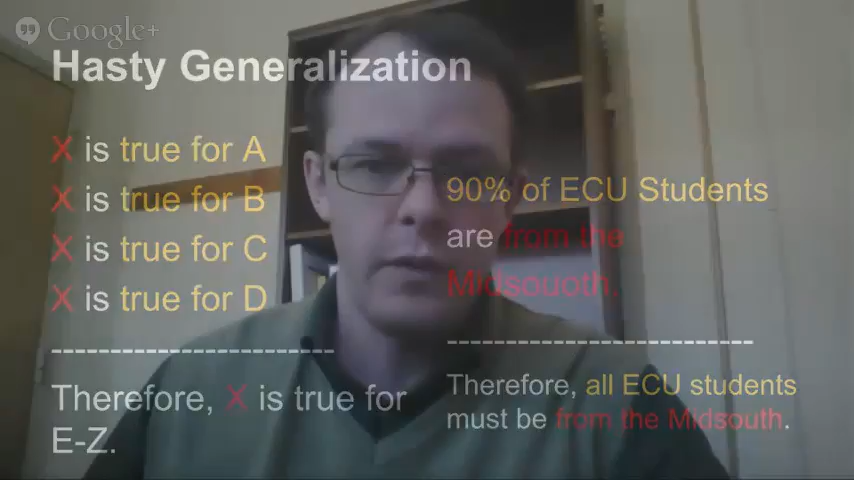 Google+
Hasty Generalization
X is true for A
X is true for B
X is true for C
X is true for D
-------------------------
Therefore, X is true for
E-Z.
90% of ECU Students
are from the
Midsouoth.
---------------------------
Therefore, all ECU students
must be from the Midsouth.